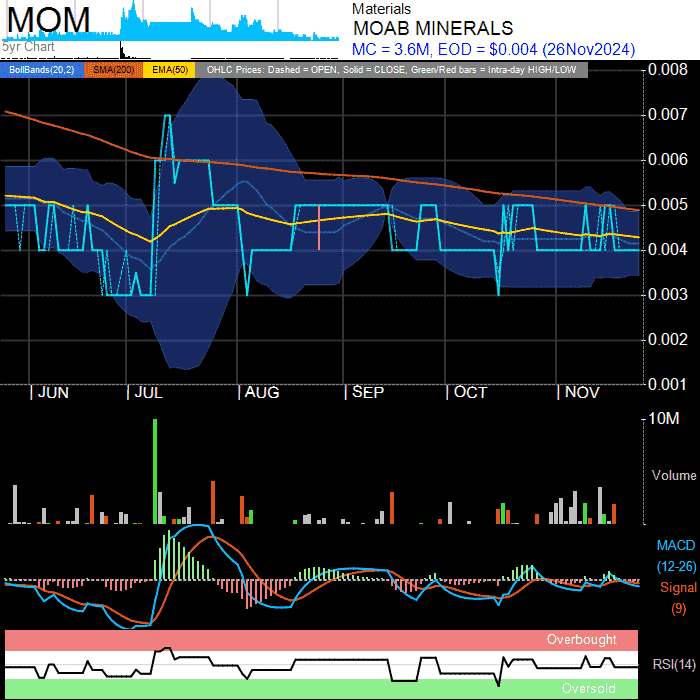 MOM
5yr Chart
Materials
MOAB MINERALS
MC = 3.6M, EOD = $0.004 (26Nov2024)
BollBands(20,2) SMA(200) EMA(50) OHLC Prices: Dashed = OPEN, Solid = CLOSE, Green/Red bars = Intra-day HIGH/LOW
0.008
0.007
0.006
0.005
0.004
0.003
0.002
0.001
JUN JUL AUG SEP OCT NOV
10M
Volume
MACD
(12-26)
Signal
(9)
Overbought
RSI(14)
Oversold